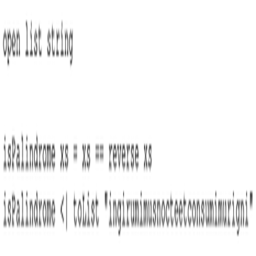 open list string
isPalindrome xs = xs == reverse xs
isPalindrome <| toList "ingirumimusnocteetconsumimurigni"